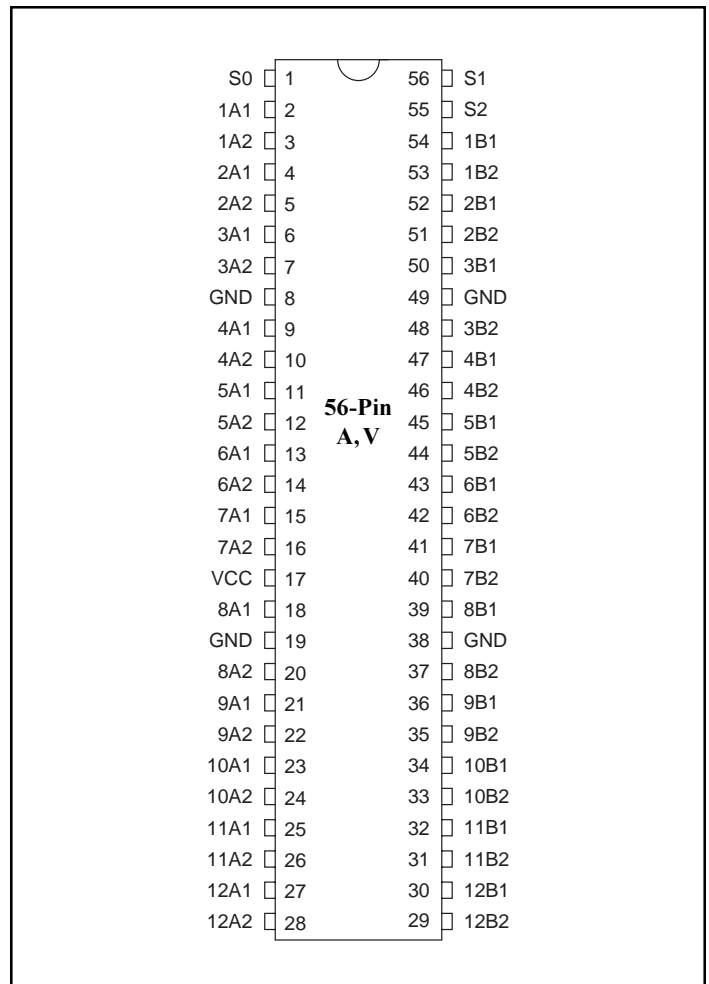 S0 1 56 S1
1A1 2 55 S2
1A2 3 54 1B1
2A1 4 53 1B2
2A2 5 52 2B1
3A1 6 51 2B2
3A2 7 50 3B1
GND 8 49 GND
4A1 9 48 3B2
4A2 10 47 4B1
5A1 11 46 4B2
56-Pin
5A2 12 45 5B1
A, V
6A1 13 44 5B2
6A2 14 43 6B1
7A1 15 42 6B2
7A2 16 41 7B1
VCC 17 40 7B2
8A1 18 39 8B1
GND 19 38 GND
8A2 20 37 8B2
9A1 21 36 9B1
9A2 22 35 9B2
10A1 23 34 10B1
10A2 24 33 10B2
11A1 25 32 11B1
11A2 26 31 11B2
12A1 27 30 12B1
12A2 28 29 12B2